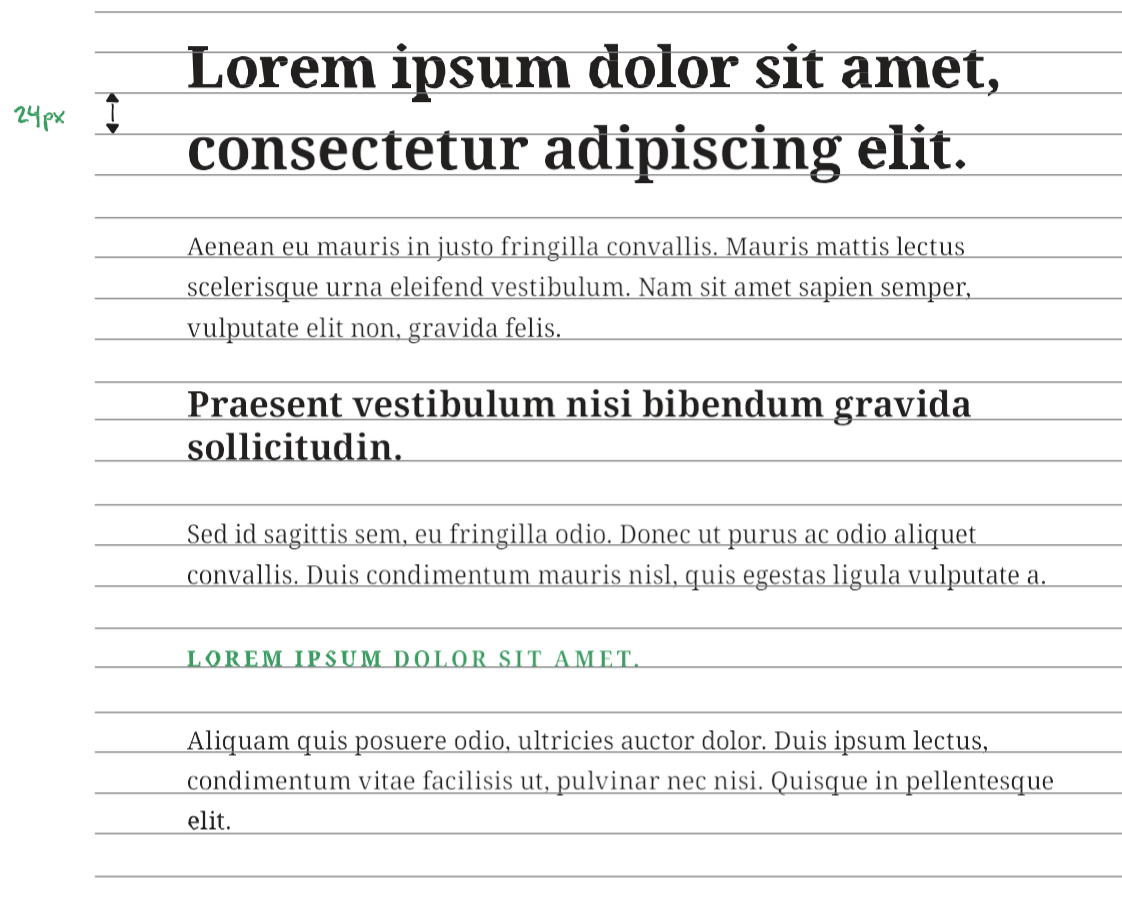 Lorem ipsum dolor sit amet,
24px
consectetur adipiscing elit.
Aenean eu mauris in justo fringilla convallis. Mauris mattis lectus
scelerisque urna eleifend vestibulum. Nam sit amet sapien semper,
vulputate elit non, gravida felis.
Praesent vestibulum nisi bibendum gravida
sollicitudin.
Sed id sagittis sem, eu fringilla odio. Donec ut purus ac odio aliquet
convallis. Duis condimentum mauris nisl, quis egestas ligula vulputate a.
LOREM IPSUM DOLOR SIT AMET.
Aliquam quis posuere odio, ultricies auctor dolor. Duis ipsum lectus,
condimentum vitae facilisis ut, pulvinar nec nisi. Quisque in pellentesque
elit.